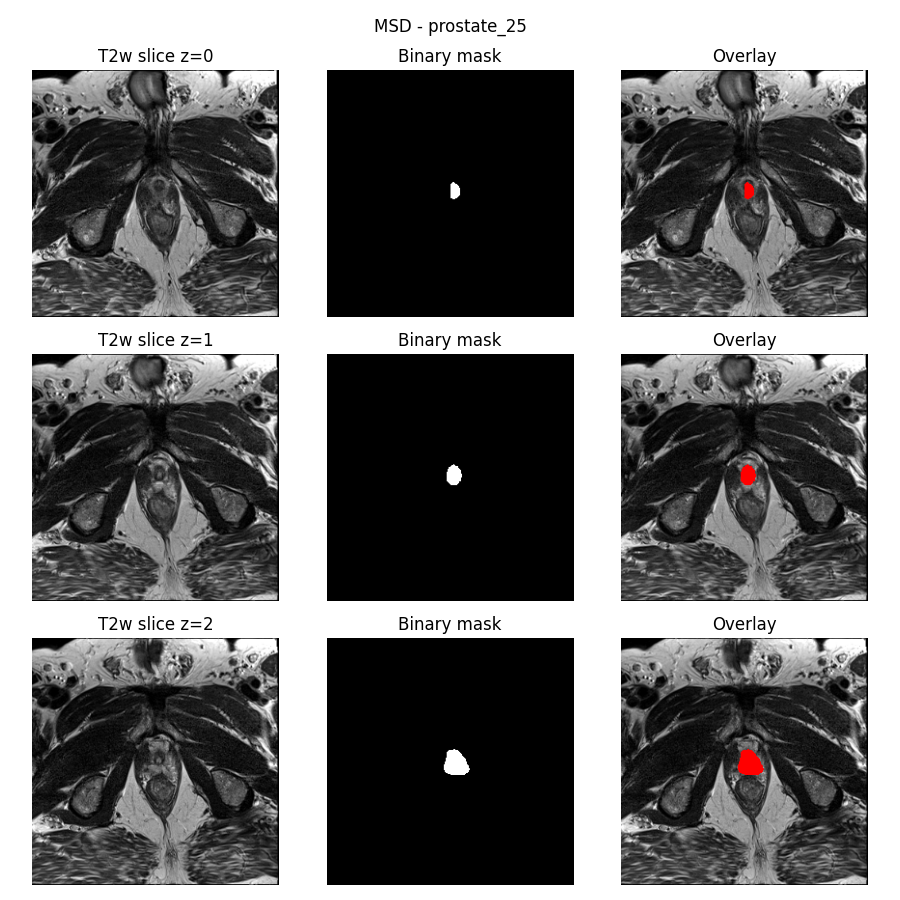 MSD - prostate_25
T2w slice z=0
Binary mask
Overlay
T2w slice z=1
Binary mask
Overlay
T2w slice z=2
Binary mask
Overlay